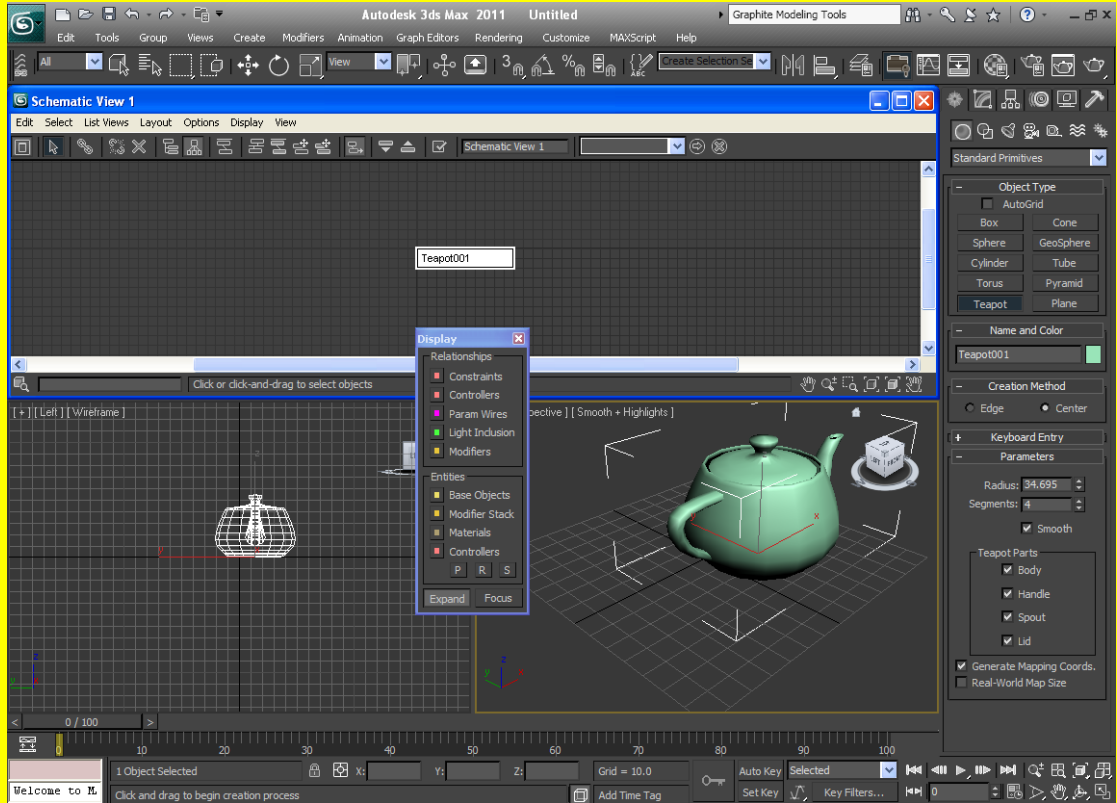 Autodesk 3ds Max 2011 Untitled
Graphite Modeling Tools
Edit Tools Group Views Create Modifiers Animation Graph Editors Rendering Customize MAXScript Help
All
View
3
%
ABC
Create Selection Se
Schematic View 1
Edit Select List Views Layout Options Display View
Schematic View 1
Teapot001
Click or click-and-drag to select objects
Display
Relationships
Constraints
Controllers
Param Wires
Light Inclusion
Modifiers
Entities
Base Objects
Modifier Stack
Materials
Controllers
P R S
Expand Focus
[ + ] [ Left ] [ Wireframe ]
pective ] [ Smooth + Highlights ]
LEFT FRONT
y x
z
y
z
y x
Standard Primitives
Object Type
AutoGrid
Box Cone
Sphere GeoSphere
Cylinder Tube
Torus Pyramid
Teapot Plane
Name and Color
Teapot001
Creation Method
Edge Center
Keyboard Entry
Parameters
Radius: 34.695
Segments: 4
Smooth
Teapot Parts
Body
Handle
Spout
Lid
Generate Mapping Coords.
Real-World Map Size
< 0 / 100 >
0 10 20 30 40 50 60 70 80 90 100
1 Object Selected X: Y: Z: Grid = 10.0 Auto Key Selected
Welcome to M Click and drag to begin creation process Add Time Tag Set Key Key Filters... 0